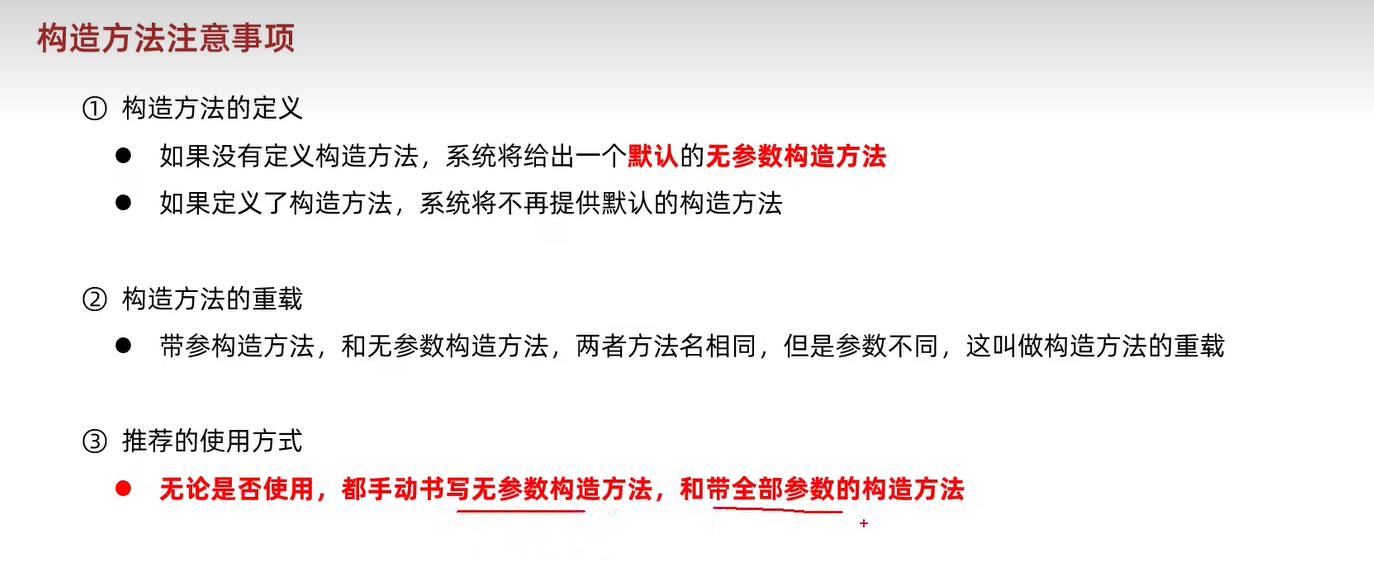 构造方法注意事项
① 构造方法的定义
● 如果没有定义构造方法，系统将给出一个默认的无参数构造方法
● 如果定义了构造方法，系统将不再提供默认的构造方法
② 构造方法的重载
● 带参构造方法，和无参数构造方法，两者方法名相同，但是参数不同，这叫做构造方法的重载
③ 推荐的使用方式
● 无论是否使用，都手动书写无参数构造方法，和带全部参数的构造方法